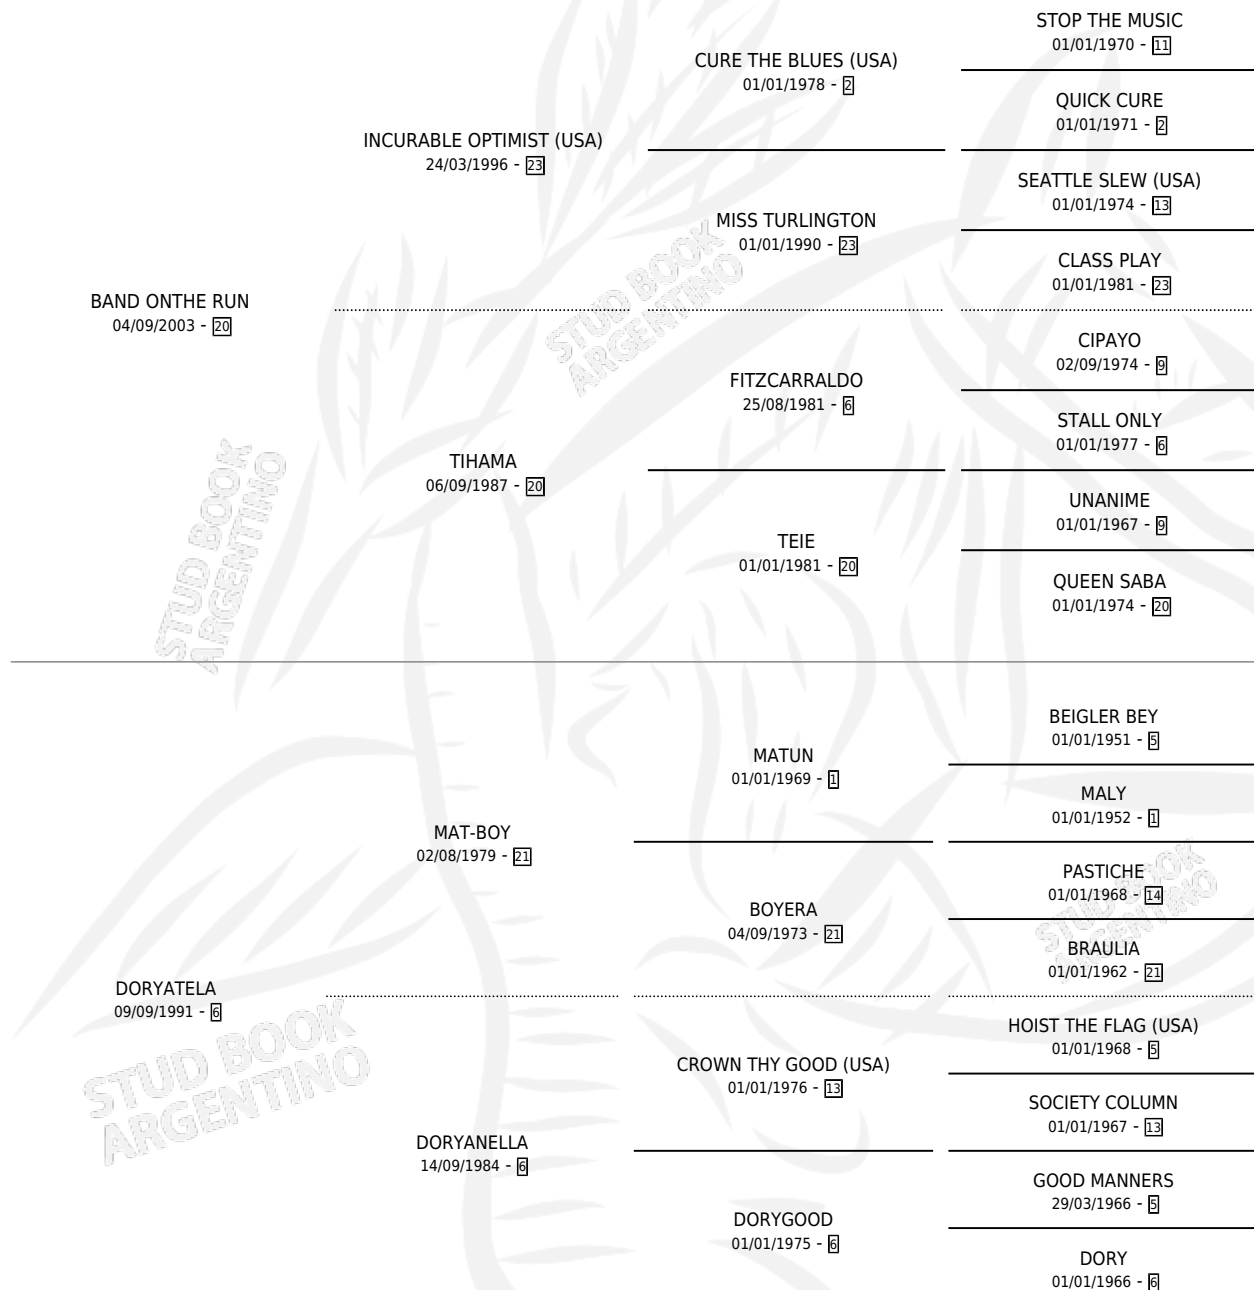 STOP THE MUSIC
01/01/1970 - 11
CURE THE BLUES (USA)
01/01/1978 - 2
QUICK CURE
01/01/1971 - 2
INCURABLE OPTIMIST (USA)
24/03/1996 - 23
SEATTLE SLEW (USA)
01/01/1974 - 13
MISS TURLINGTON
01/01/1990 - 23
CLASS PLAY
01/01/1981 - 23
BAND ONTHE RUN
04/09/2003 - 20
STUD BOOK
ARGENTINO
CIPAYO
02/09/1974 - 9
FITZCARRALDO
25/08/1981 - 6
STALL ONLY
01/01/1977 - 6
TIHAMA
06/09/1987 - 20
UNANIME
01/01/1967 - 9
TEIE
01/01/1981 - 20
QUEEN SABA
01/01/1974 - 20
STUD BOOK
ARGENTINO
BEIGLER BEY
01/01/1951 - 5
MATUN
01/01/1969 - 1
MALY
01/01/1952 - 1
MAT-BOY
02/08/1979 - 21
PASTICHE
01/01/1968 - 14
BOYERA
04/09/1973 - 21
BRAULIA
01/01/1962 - 21
STUD BOOK
ARGENTINO
DORYATELA
09/09/1991 - 6
HOIST THE FLAG (USA)
01/01/1968 - 5
CROWN THY GOOD (USA)
01/01/1976 - 13
SOCIETY COLUMN
01/01/1967 - 13
STUD BOOK
ARGENTINO
DORYANELLA
14/09/1984 - 6
GOOD MANNERS
29/03/1966 - 5
DORYGOOD
01/01/1975 - 6
DORY
01/01/1966 - 6